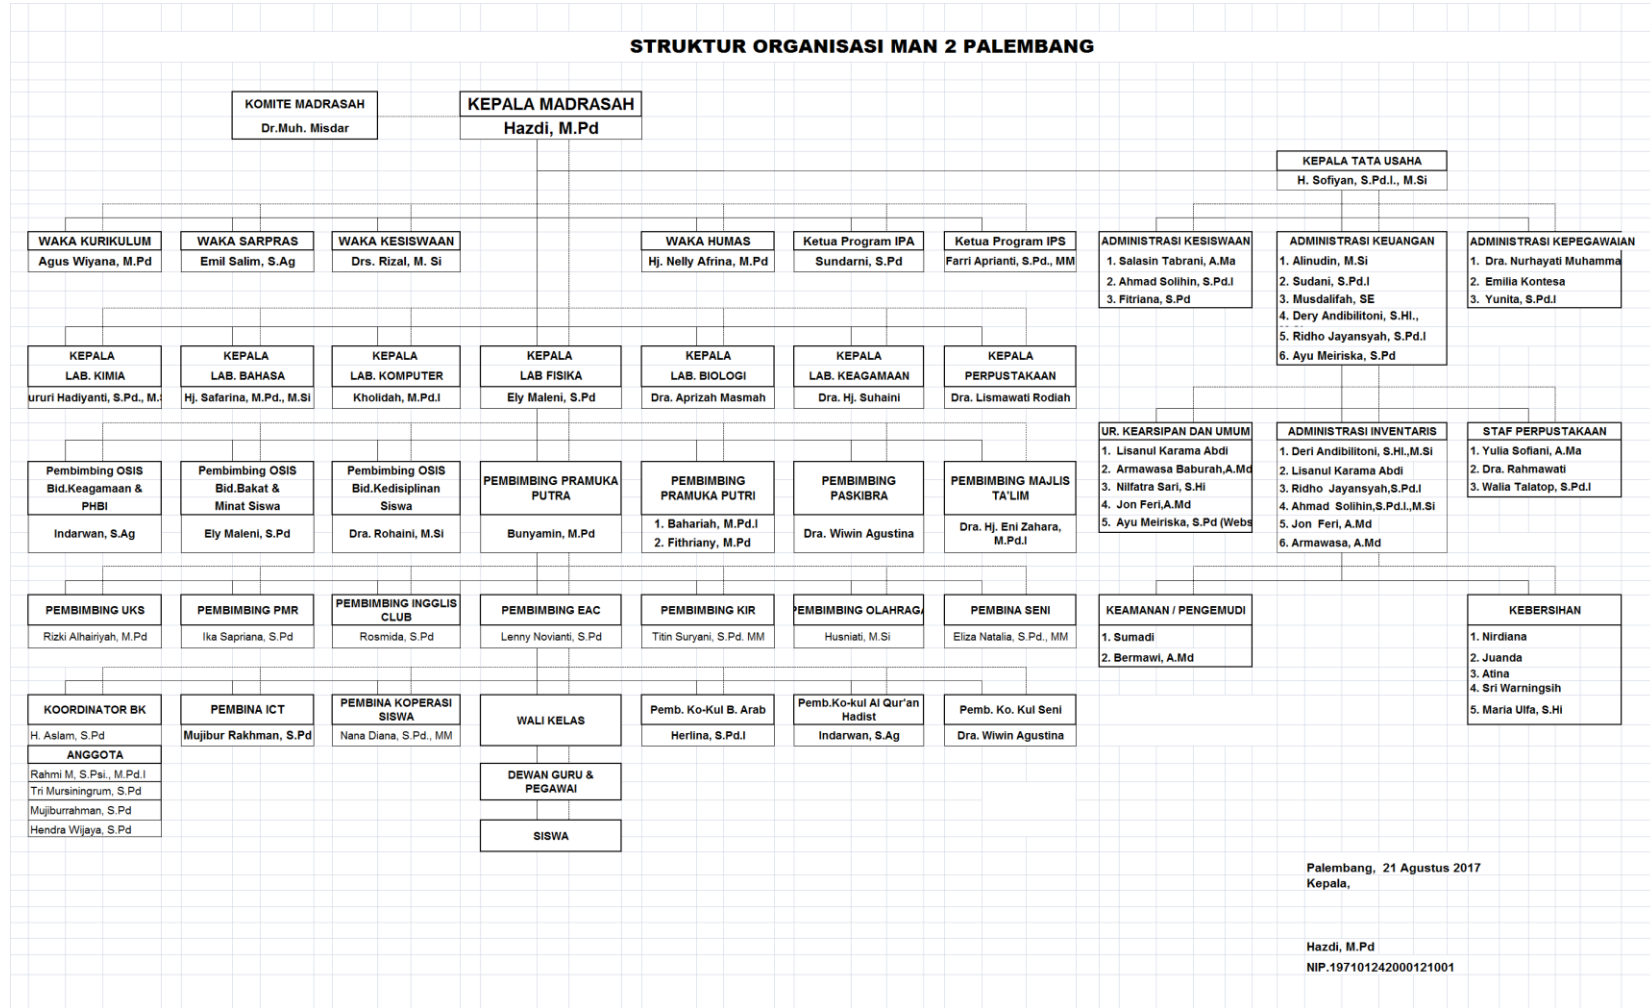 STRUKTUR ORGANISASI MAN 2 PALEMBANG
KOMITE MADRASAH
Dr.Muh. Misdar
KEPALA MADRASAH
Hazdi, M.Pd
KEPALA TATA USAHA
H. Sofiyan, S.Pd.I., M.Si
WAKA KURIKULUM
Agus Wiyana, M.Pd
WAKA SARPRAS
Emil Salim, S.Ag
WAKA KESISWAAN
Drs. Rizal, M. Si
WAKA HUMAS
Hj. Nelly Afrina, M.Pd
Ketua Program IPA
Sundarni, S.Pd
Ketua Program IPS
Farri Aprianti, S.Pd., MM
ADMINISTRASI KESISWAAN
1. Salasin Tabrani, A.Ma
2. Ahmad Solihin, S.Pd.I
3. Fitriana, S.Pd
ADMINISTRASI KEUANGAN
1. Alinudin, M.Si
2. Sudani, S.Pd.I
3. Musdalifah, SE
4. Dery Andibilitoni, S.HI.,
5. Ridho Jayansyah, S.Pd.I
6. Ayu Meiriska, S.Pd
ADMINISTRASI KEPEGAWAIAN
1. Dra. Nurhayati Muhamma
2. Emilia Kontesa
3. Yunita, S.Pd.I
KEPALA
LAB. KIMIA
ururi Hadiyanti, S.Pd., M.S
KEPALA
LAB. BAHASA
Hj. Safarina, M.Pd., M.Si
KEPALA
LAB. KOMPUTER
Kholidah, M.Pd.I
KEPALA
LAB FISIKA
Ely Maleni, S.Pd
KEPALA
LAB. BIOLOGI
Dra. Aprizah Masmah
KEPALA
LAB. KEAGAMAAN
Dra. Hj. Suhaini
KEPALA
PERPUSTAKAAN
Dra. Lismawati Rodiah
UR. KEARSIPAN DAN UMUM
1. Lisanul Karama Abdi
2. Armawasa Baburah,A.Md
3. Nilfatra Sari, S.Hi
4. Jon Feri,A.Md
5. Ayu Meiriska, S.Pd (Webs
ADMINISTRASI INVENTARIS
1. Deri Andibilitoni, S.HI.,M.Si
2. Lisanul Karama Abdi
3. Ridho Jayansyah,S.Pd.I
4. Ahmad Solihin,S.Pd.I.,M.Si
5. Jon Feri, A.Md
6. Armawasa, A.Md
STAF PERPUSTAKAAN
1. Yulia Sofiani, A.Ma
2. Dra. Rahmawati
3. Walia Talatop, S.Pd.I
Pembimbing OSIS
Bid.Keagamaan &
PHBI
Indarwan, S.Ag
Pembimbing OSIS
Bid.Bakat &
Minat Siswa
Ely Maleni, S.Pd
Pembimbing OSIS
Bid.Kedisiplinan
Siswa
Dra. Rohaini, M.Si
PEMBIMBING PRAMUKA
PUTRA
Bunyamin, M.Pd
PEMBIMBING
PRAMUKA PUTRI
1. Bahariah, M.Pd.I
2. Fithriany, M.Pd
PEMBIMBING
PASKIBRA
Dra. Wiwin Agustina
PEMBIMBING MAJLIS
TA'LIM
Dra. Hj. Eni Zahara,
M.Pd.I
PEMBIMBING UKS
Rizki Alhairiyah, M.Pd
PEMBIMBING PMR
Ika Sapriana, S.Pd
PEMBIMBING INGGLIS
CLUB
Rosmida, S.Pd
PEMBIMBING EAC
Lenny Novianti, S.Pd
PEMBIMBING KIR
Titin Suryani, S.Pd. MM
PEMBIMBING OLAHRAGA
Husniati, M.Si
PEMBINA SENI
Eliza Natalia, S.Pd., MM
KEAMANAN / PENGEMUDI
1. Sumadi
2. Bermawi, A.Md
KEBERSIHAN
1. Nirdiana
2. Juanda
3. Atina
4. Sri Warningsih
5. Maria Ulfa, S.Hi
KOORDINATOR BK
H. Aslam, S.Pd
ANGGOTA
Rahmi M, S.Psi., M.Pd.I
Tri Mursiningrum, S.Pd
Mujiburrahman, S.Pd
Hendra Wijaya, S.Pd
PEMBINA ICT
Mujibur Rakhman, S.Pd
PEMBINA KOPERASI
SISWA
Nana Diana, S.Pd., MM
WALI KELAS
Pemb. Ko-Kul B. Arab
Herlina, S.Pd.I
Pemb.Ko-kul Al Qur'an
Hadist
Indarwan, S.Ag
Pemb. Ko. Kul Seni
Dra. Wiwin Agustina
DEWAN GURU &
PEGAWAI
SISWA
Palembang, 21 Agustus 2017
Kepala,
Hazdi, M.Pd
NIP.197101242000121001